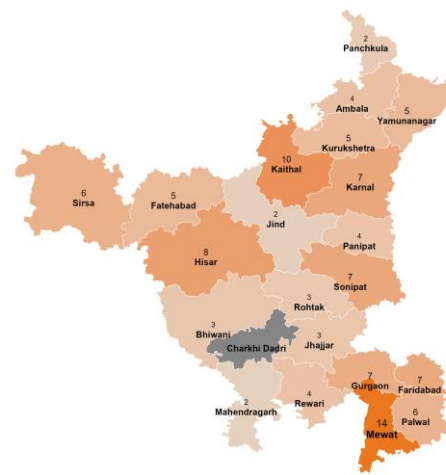 2
Panchkula
4
Ambala
5
Yamunanagar
5
Kurukshetra
10
Kaithal
7
Karnal
6
Sirsa
5
Fatehabad
2
Jind
4
Panipat
8
Hisar
7
Sonipat
3
Rohtak
3
Bhiwani
Charkhi Dadri
3
Jhajjar
7
Gurgaon
7
Faridabad
2
Mahendragarh
4
Rewari
6
Palwal
14
Mewat